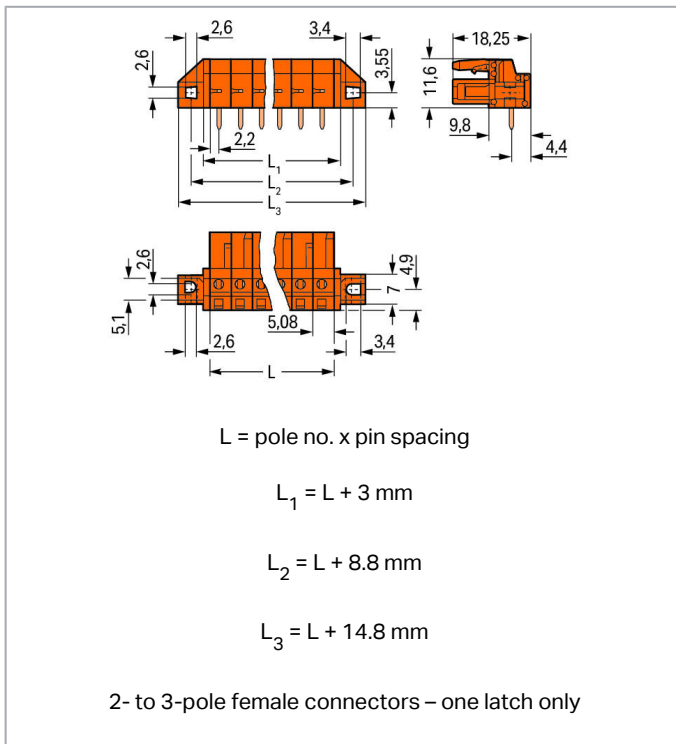 2,6
3,4
18,25
2,6
3,55
11,6
2,2
9,8
4,4
L1
L2
L3
2,6
4,9
7
5,1
5,08
2,6
3,4
L
L = pole no. x pin spacing
L1 = L + 3 mm
L2 = L + 8.8 mm
L3 = L + 14.8 mm
2- to 3-pole female connectors – one latch only